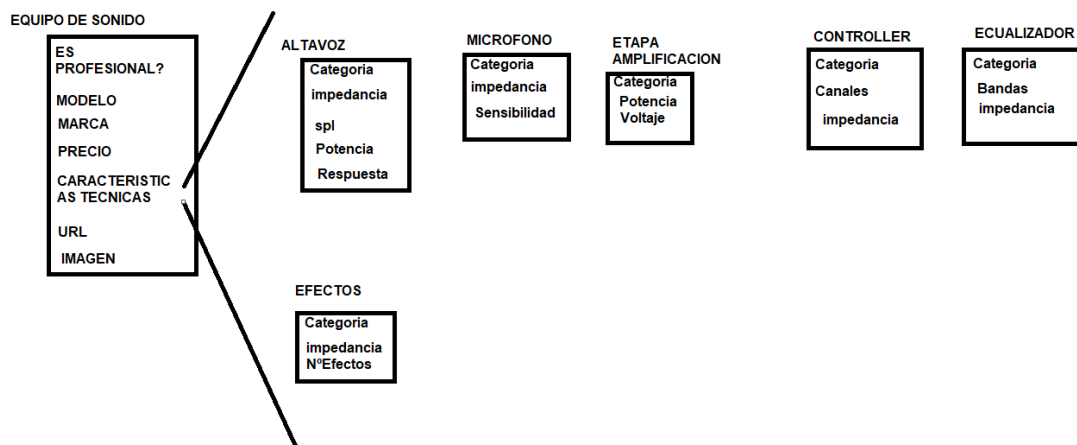 EQUIPO DE SONIDO
ES
PROFESIONAL?
MODELO
MARCA
PRECIO
CARACTERISTIC
AS TECNICAS
URL
IMAGEN
ALTAVOZ
Categoria
impedancia
spl
Potencia
Respuesta
MICROFONO
Categoria
impedancia
Sensibilidad
ETAPA
AMPLIFICACION
Categoria
Potencia
Voltaje
CONTROLLER
Categoria
Canales
impedancia
ECUALIZADOR
Categoria
Bandas
impedancia
EFECTOS
Categoria
impedancia
NºEfectos